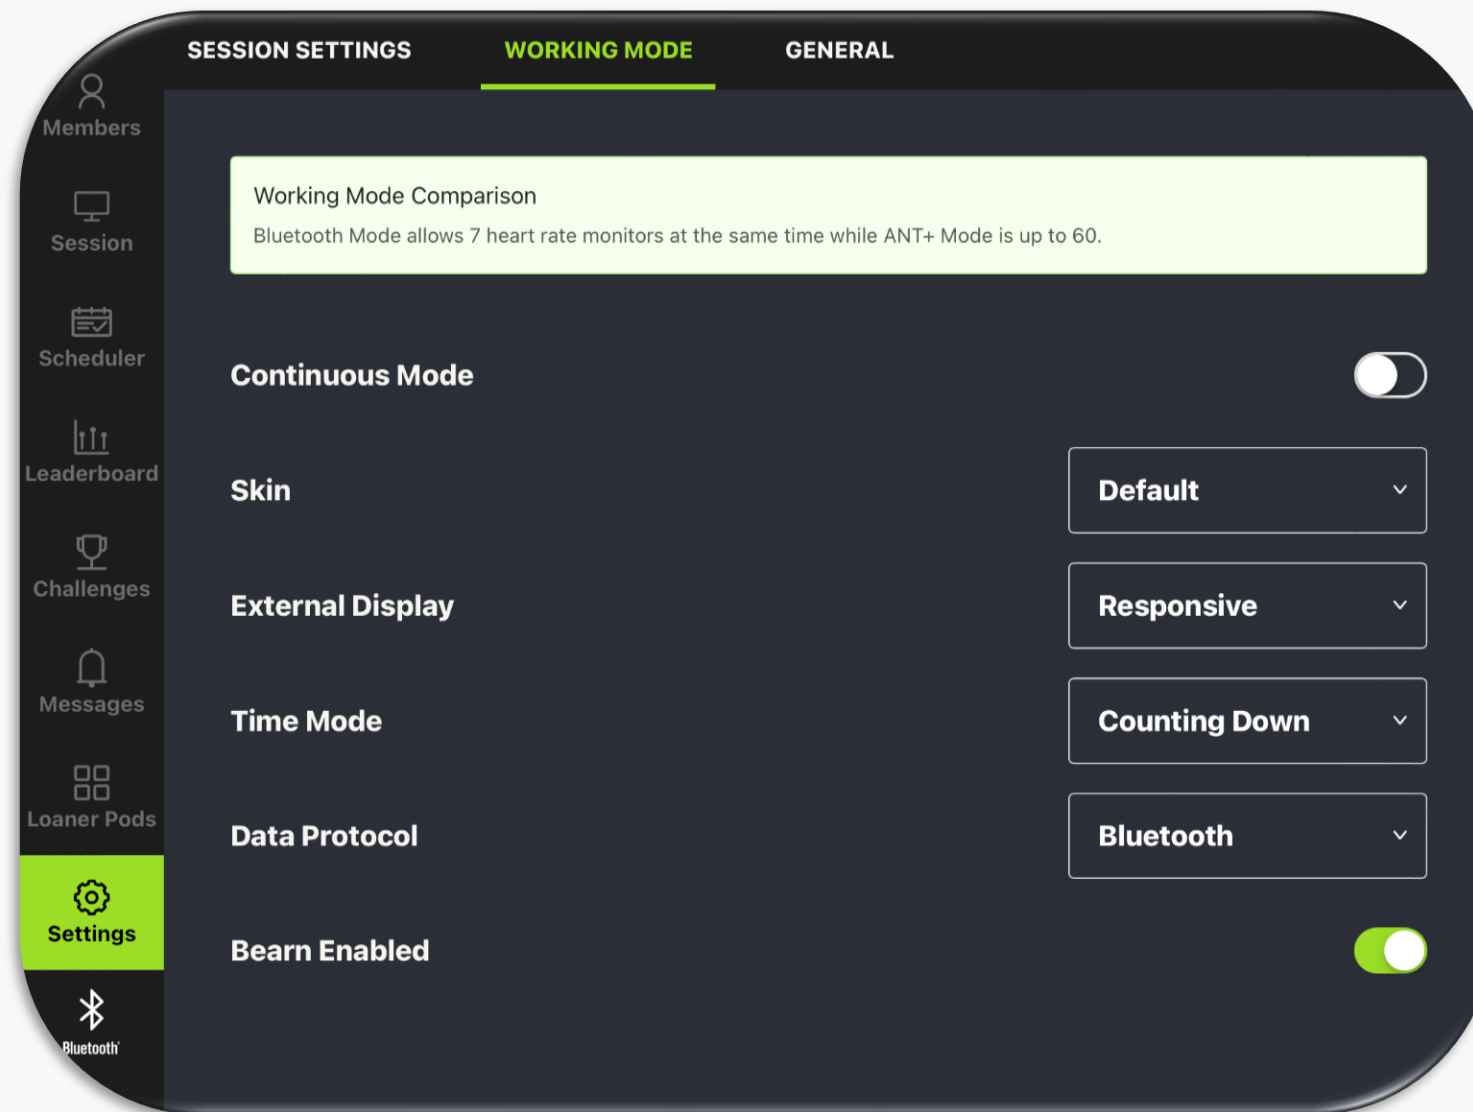 SESSION SETTINGS WORKING MODE GENERAL
Members
Session
Scheduler
Leaderboard
Challenges
Messages
Loaner Pods
Settings
Bluetooth
Working Mode Comparison
Bluetooth Mode allows 7 heart rate monitors at the same time while ANT+ Mode is up to 60.
Continuous Mode
Skin Default
External Display Responsive
Time Mode Counting Down
Data Protocol Bluetooth
Bearn Enabled